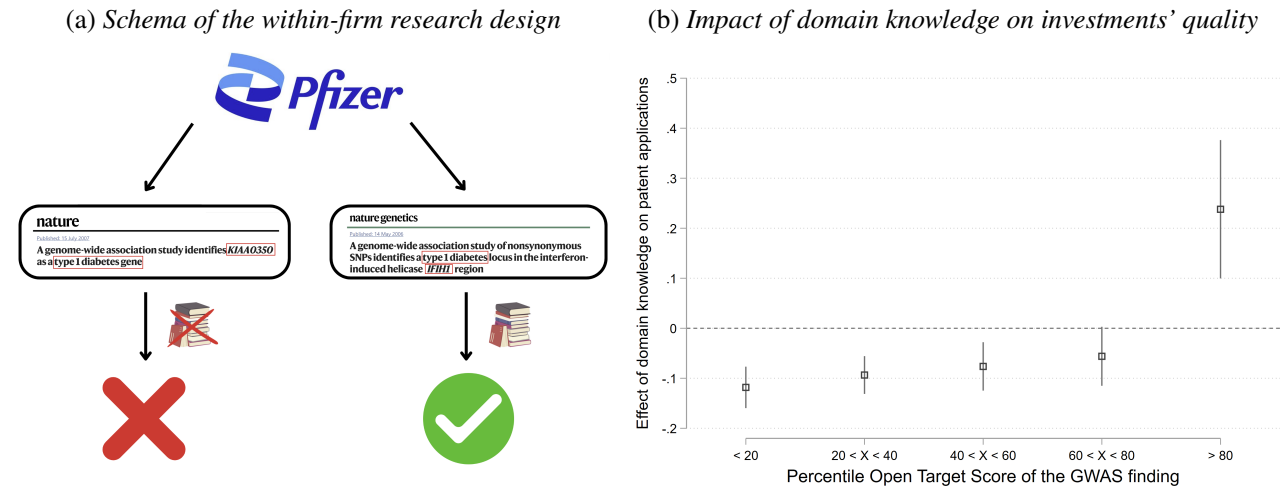 (a) Schema of the within-firm research design
Pfizer
nature
Published: 15 July 2007
A genome-wide association study identifies KIAA0350
as a type 1 diabetes gene
nature genetics
Published: 14 May 2006
A genome-wide association study of nonsynonymous
SNPs identifies a type 1 diabetes locus in the interferon-
induced helicase IFIH1 region
(b) Impact of domain knowledge on investments' quality
Effect of domain knowledge on patent applications
.5
.4
.3
.2
.1
0
-.1
-.2
< 20
20 < X < 40
40 < X < 60
60 < X < 80
> 80
Percentile Open Target Score of the GWAS finding